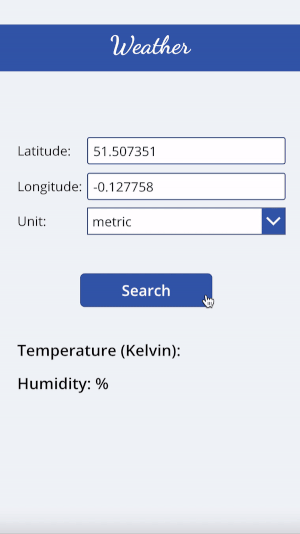 Weather
Latitude: 51.507351
Longitude: -0.127758
Unit: metric
Search
Temperature (Kelvin):
Humidity: %